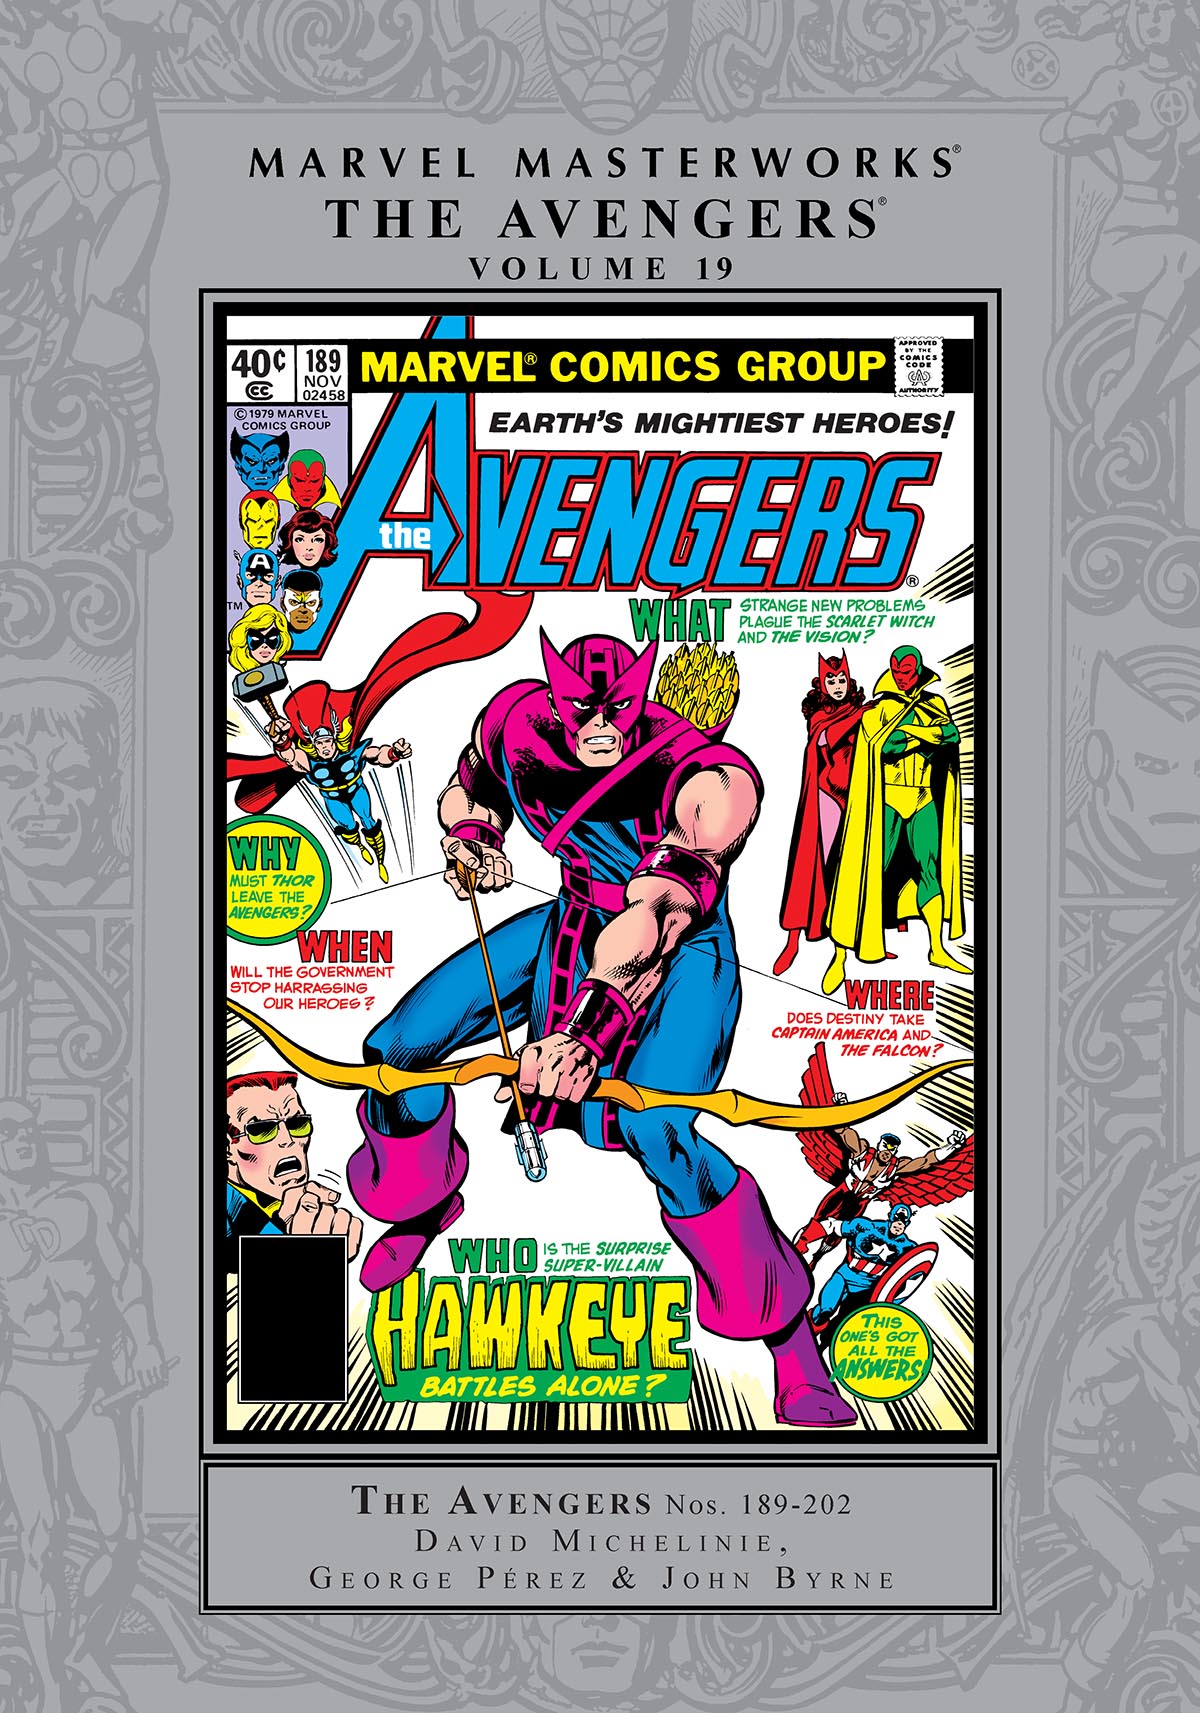 MARVEL MASTERWORKS®
THE AVENGERS®
VOLUME 19
40¢
CC
189
NOV
02458
MARVEL® COMICS GROUP
APPROVED
BY THE
COMICS
CODE
CA
AUTHORITY
© 1979 MARVEL
COMICS GROUP
EARTH'S MIGHTIEST HEROES!
the AVENGERS®
A
TM
H
WHAT STRANGE NEW PROBLEMS
PLAGUE THE SCARLET WITCH
AND THE VISION?
WHY
MUST THOR
LEAVE THE
AVENGERS?
WHEN
WILL THE GOVERNMENT
STOP HARRASSING
OUR HEROES?
WHERE
DOES DESTINY TAKE
CAPTAIN AMERICA AND
THE FALCON?
WHO IS THE SURPRISE
SUPER-VILLAIN
HAWKEYE
BATTLES ALONE?
THIS
ONE'S GOT
ALL THE
ANSWERS!
THE AVENGERS Nos. 189-202
DAVID MICHELINIE,
GEORGE PÉREZ & JOHN BYRNE